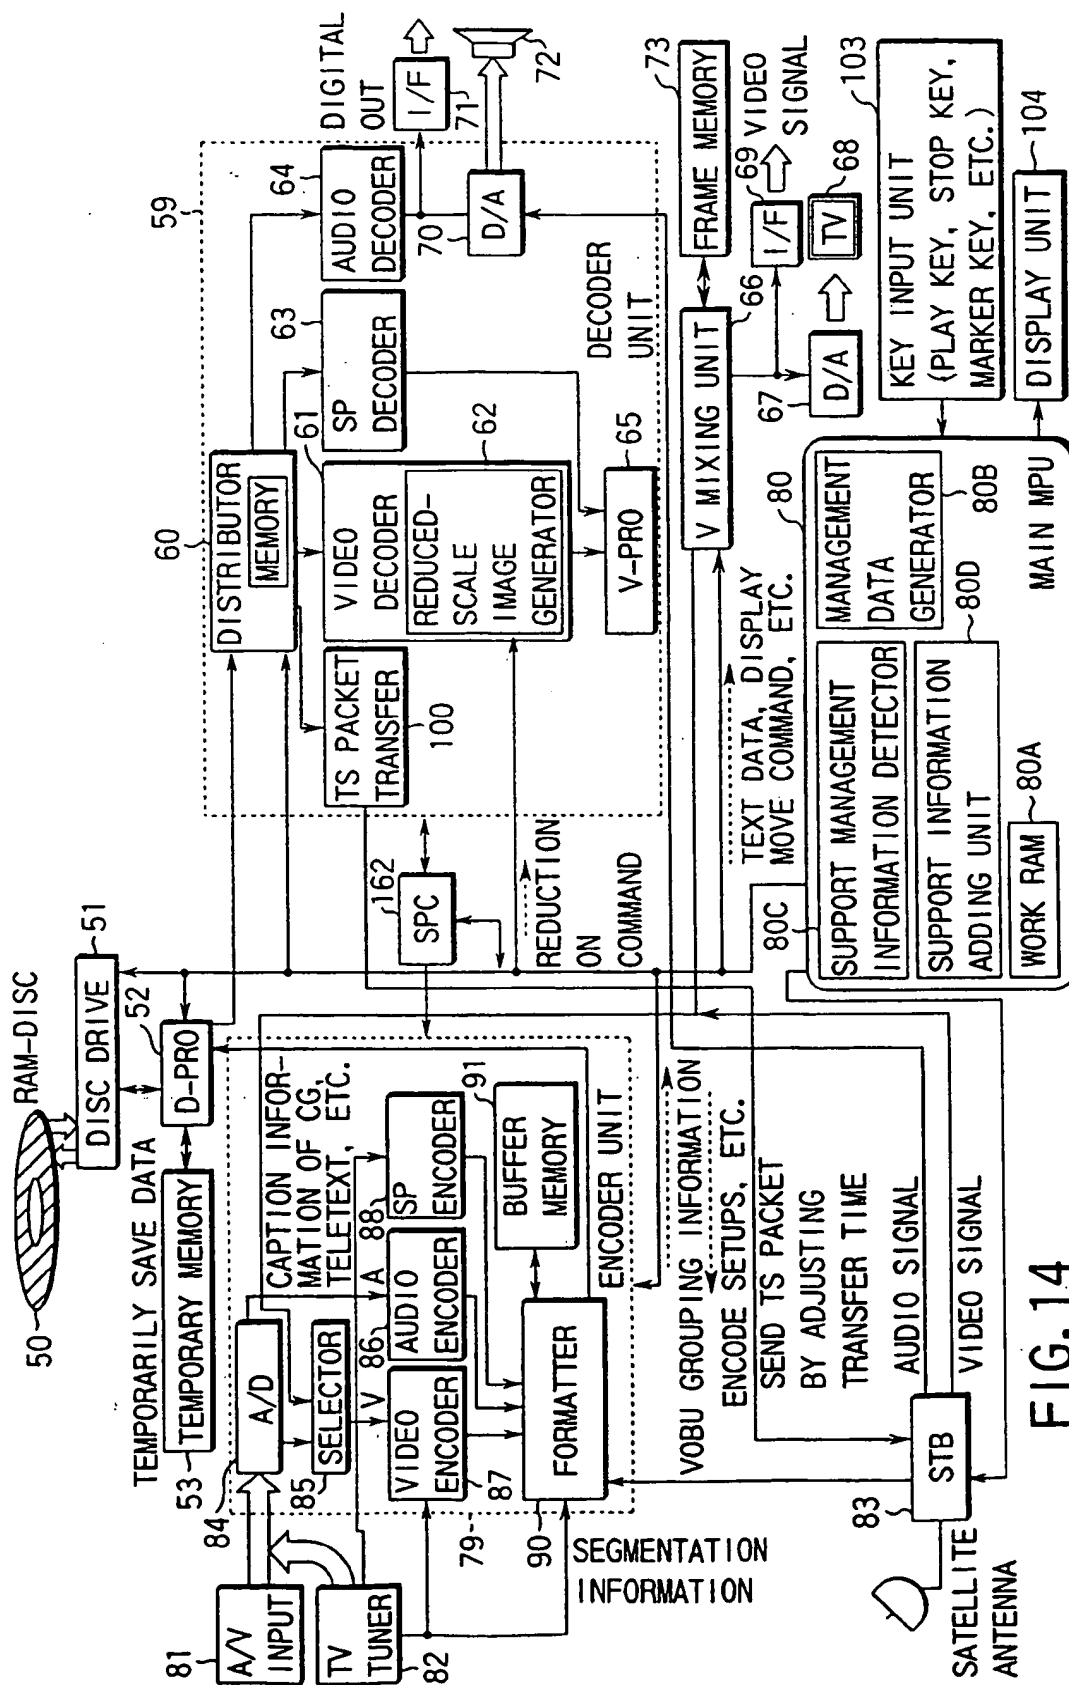 RAM-DISC
50
DISC DRIVE
51
TEMPORARILY SAVE DATA
TEMPORARY MEMORY
53
D-PRO
52
81
A/V
INPUT
TV
TUNER
82
84
A/D
CAPTION INFOR-
MATION OF CG,
TELETEXT, ETC.
SELECTOR
85
V
A
VIDEO
ENCODER
87
86
AUDIO
ENCODER
88
SP
ENCODER
79
90
FORMATTER
BUFFER
MEMORY
91
ENCODER UNIT
SEGMENTATION
INFORMATION
VOBU GROUPING INFORMATION
ENCODE SETUPS, ETC.
SEND TS PACKET
BY ADJUSTING
TRANSFER TIME
AUDIO SIGNAL
VIDEO SIGNAL
83
STB
SATELLITE
ANTENNA
162
SPC
REDUCTION
ON
COMMAND
59
60
DISTRIBUTOR
MEMORY
TS PACKET
TRANSFER
100
61
VIDEO
DECODER
REDUCED-
SCALE
IMAGE
GENERATOR
62
63
SP
DECODER
64
AUDIO
DECODER
V-PRO
65
DECODER
UNIT
70
D/A
DIGITAL
OUT
I/F
71
72
TEXT DATA, DISPLAY
MOVE COMMAND, ETC.
V MIXING UNIT
66
FRAME MEMORY
73
67
D/A
I/F
69
VIDEO
SIGNAL
TV
68
80
80C
SUPPORT MANAGEMENT
INFORMATION DETECTOR
MANAGEMENT
DATA
GENERATOR
80B
SUPPORT INFORMATION
ADDING UNIT
80D
WORK RAM
80A
MAIN MPU
KEY INPUT UNIT
(PLAY KEY, STOP KEY,
MARKER KEY, ETC.)
103
DISPLAY UNIT
104
FIG. 14